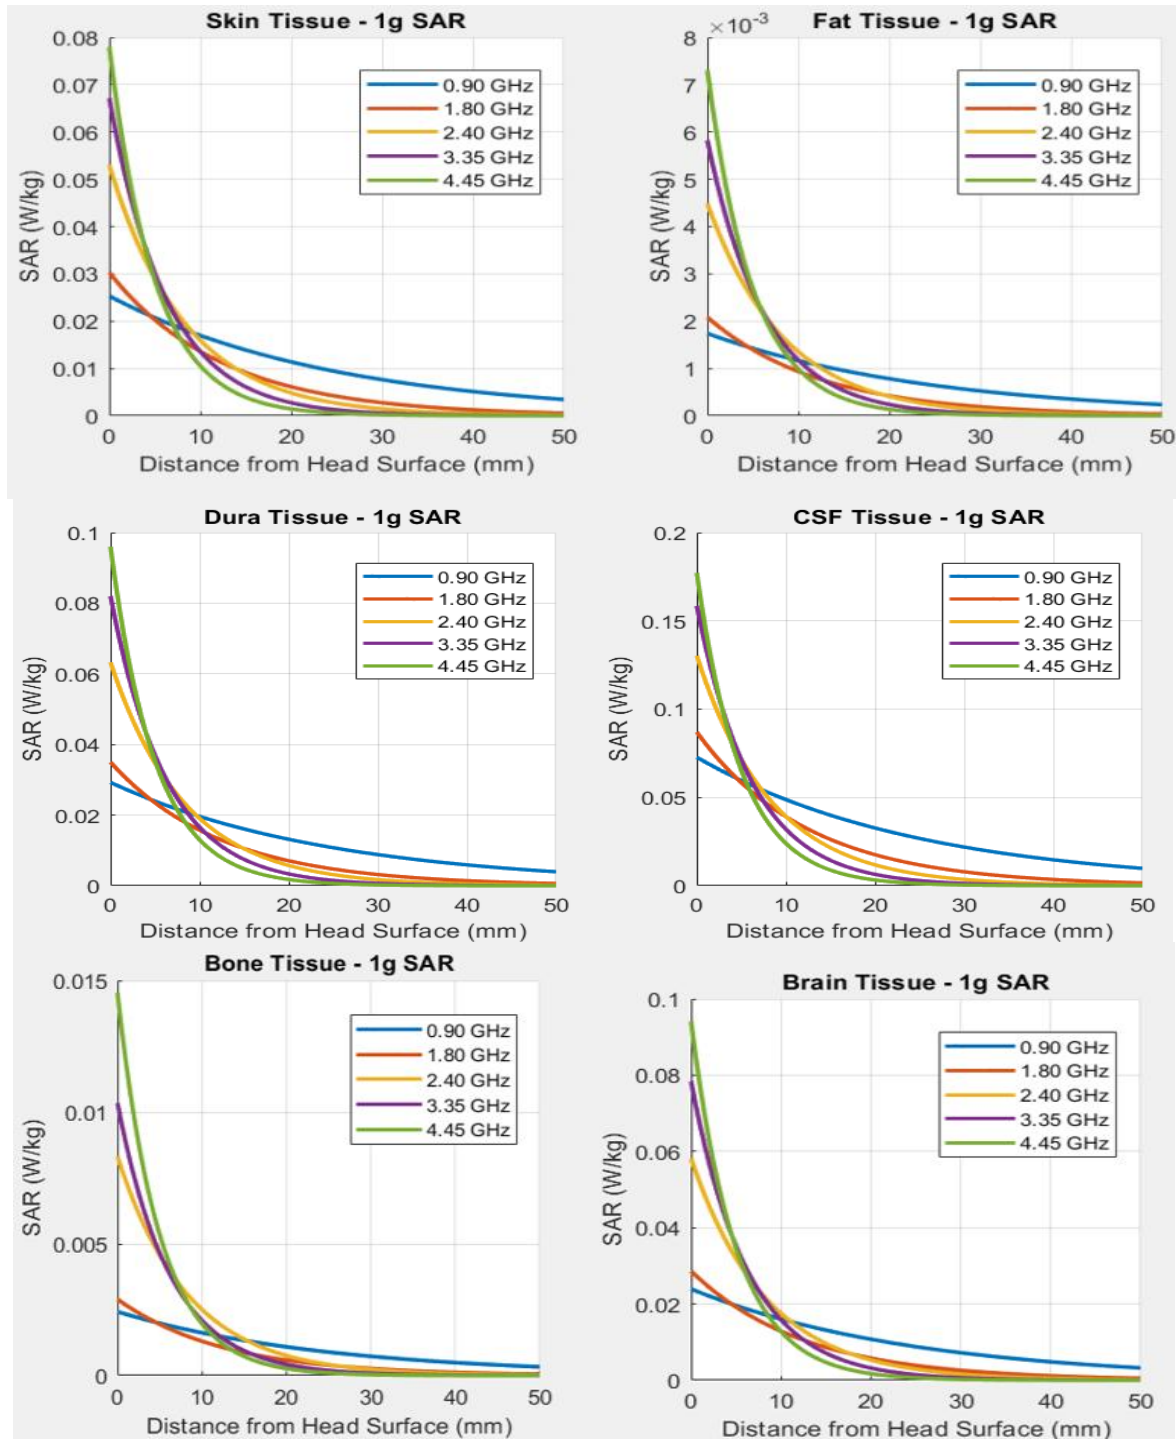 Skin Tissue - 1g SAR
0.08
0.07
0.06
0.05
0.04
0.03
0.02
0.01
0
SAR (W/kg)
0.90 GHz
1.80 GHz
2.40 GHz
3.35 GHz
4.45 GHz
0 10 20 30 40 50
Distance from Head Surface (mm)
Fat Tissue - 1g SAR
×10⁻³
8
7
6
5
4
3
2
1
0
SAR (W/kg)
0.90 GHz
1.80 GHz
2.40 GHz
3.35 GHz
4.45 GHz
0 10 20 30 40 50
Distance from Head Surface (mm)
Dura Tissue - 1g SAR
0.1
0.08
0.06
0.04
0.02
0
SAR (W/kg)
0.90 GHz
1.80 GHz
2.40 GHz
3.35 GHz
4.45 GHz
0 10 20 30 40 50
Distance from Head Surface (mm)
CSF Tissue - 1g SAR
0.2
0.15
0.1
0.05
0
SAR (W/kg)
0.90 GHz
1.80 GHz
2.40 GHz
3.35 GHz
4.45 GHz
0 10 20 30 40 50
Distance from Head Surface (mm)
Bone Tissue - 1g SAR
0.015
0.01
0.005
0
SAR (W/kg)
0.90 GHz
1.80 GHz
2.40 GHz
3.35 GHz
4.45 GHz
0 10 20 30 40 50
Distance from Head Surface (mm)
Brain Tissue - 1g SAR
0.1
0.08
0.06
0.04
0.02
0
SAR (W/kg)
0.90 GHz
1.80 GHz
2.40 GHz
3.35 GHz
4.45 GHz
0 10 20 30 40 50
Distance from Head Surface (mm)